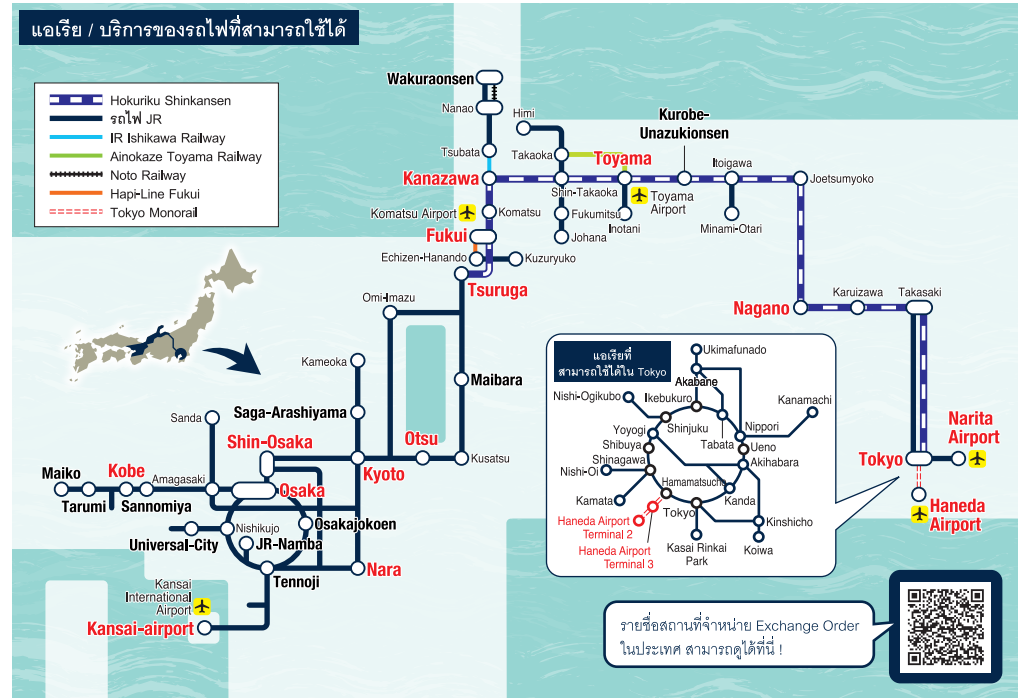 แอเรีย / บริการของรถไฟที่สามารถใช้ได้
Hokuriku Shinkansen
รถไฟ JR
IR Ishikawa Railway
Ainokaze Toyama Railway
Noto Railway
Hapi-Line Fukui
Tokyo Monorail
Wakuraonsen
Nanao
Tsubata
Kanazawa
Himi
Takaoka
Toyama
Kurobe-
Unazukionsen
Itoigawa
Joetsumyoko
Shin-Takaoka
Toyama
Airport
Komatsu Airport
Komatsu
Fukumitsu
Inotani
Minami-Otari
Johana
Fukui
Echizen-Hanando
Kuzuryuko
Tsuruga
Omi-Imazu
Nagano
Karuizawa
Takasaki
Kameoka
Maibara
Saga-Arashiyama
Sanda
Shin-Osaka
Otsu
Kyoto
Kusatsu
Maiko
Kobe
Amagasaki
Osaka
Tarumi
Sannomiya
Nishikujo
Osakajokoen
Universal-City
JR-Namba
Tennoji
Nara
Kansai
International
Airport
Kansai-airport
แอเรียที่
สามารถใช้ได้ใน Tokyo
Ukimafunado
Akabane
Nishi-Ogikubo
Ikebukuro
Kanamachi
Shinjuku
Tabata
Nippori
Yoyogi
Ueno
Shibuya
Akihabara
Shinagawa
Nishi-Oi
Hamamatsucho
Kanda
Kamata
Tokyo
Kinshicho
Haneda Airport
Terminal 2
Haneda Airport
Terminal 3
Kasai Rinkai
Park
Koiwa
Narita
Airport
Tokyo
Haneda
Airport
รายชื่อสถานที่จำหน่าย Exchange Order
ในประเทศ สามารถดูได้ที่นี่ !